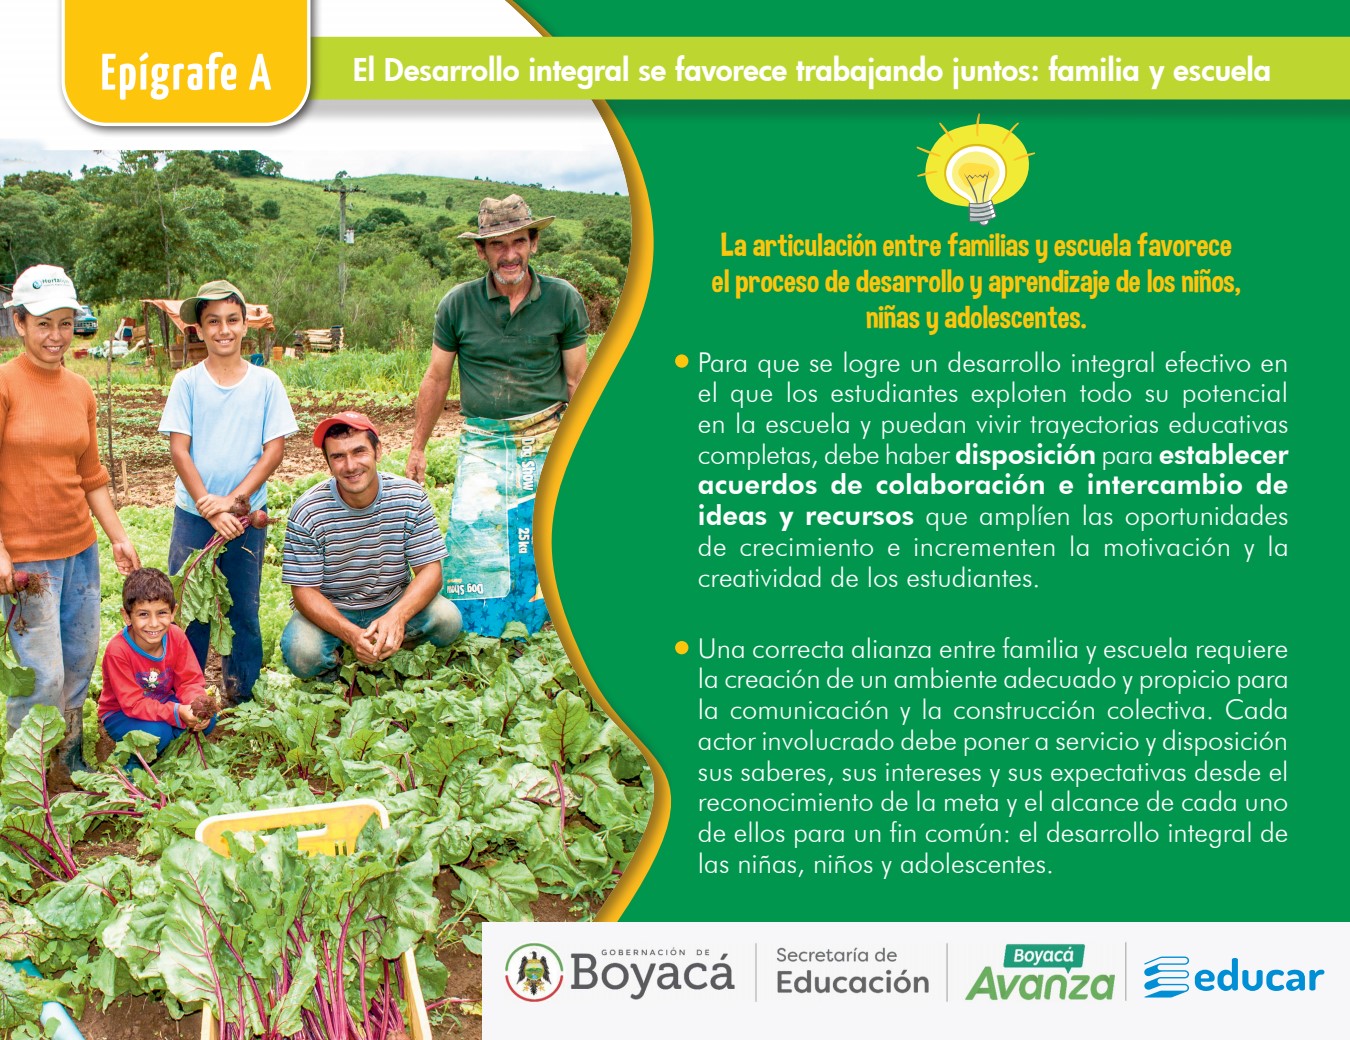 Epígrafe A
El Desarrollo integral se favorece trabajando juntos: familia y escuela
La articulación entre familias y escuela favorece
el proceso de desarrollo y aprendizaje de los niños,
niñas y adolescentes.
Para que se logre un desarrollo integral efectivo en
el que los estudiantes exploten todo su potencial
en la escuela y puedan vivir trayectorias educativas
completas, debe haber disposición para establecer
acuerdos de colaboración e intercambio de
ideas y recursos que amplíen las oportunidades
de crecimiento e incrementen la motivación y la
creatividad de los estudiantes.
Una correcta alianza entre familia y escuela requiere
la creación de un ambiente adecuado y propicio para
la comunicación y la construcción colectiva. Cada
actor involucrado debe poner a servicio y disposición
sus saberes, sus intereses y sus expectativas desde el
reconocimiento de la meta y el alcance de cada uno
de ellos para un fin común: el desarrollo integral de
las niñas, niños y adolescentes.
Dog Show
25kg
Dog Show
GOBERNACIÓN DE
Boyacá
Secretaría de
Educación
Boyacá
Avanza
educar